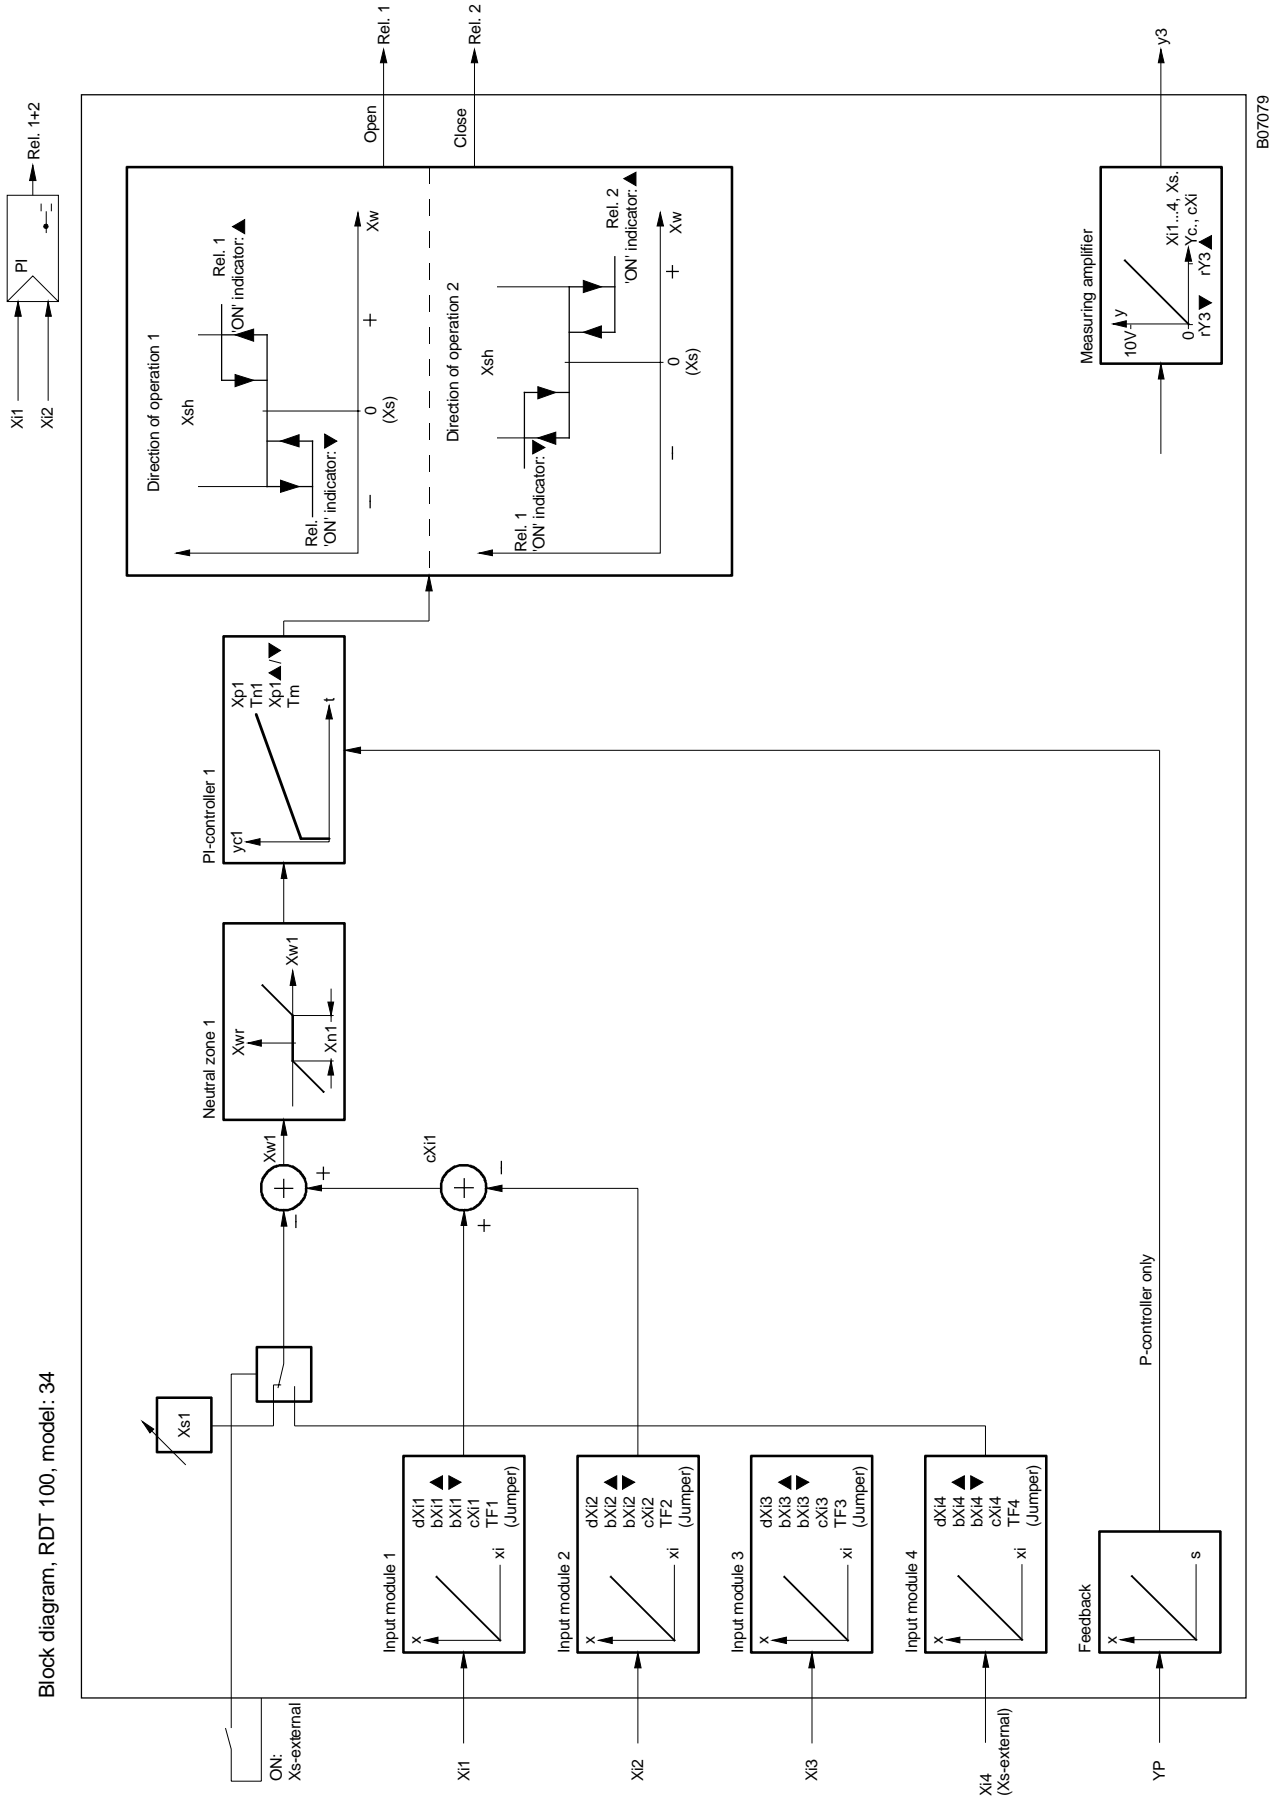 Block diagram, RDT 100, model: 34
Xi1
Xi2
PI
Rel. 1+2
ON:
Xs-external
Xs1
Xi1
Input module 1
x
xi
dXi1
bXi1 ▲
bXi1 ▼
cXi1
TF1
(Jumper)
Xi2
Input module 2
x
xi
dXi2
bXi2 ▲
bXi2 ▼
cXi2
TF2
(Jumper)
Xi3
Input module 3
x
xi
dXi3
bXi3 ▲
bXi3 ▼
cXi3
TF3
(Jumper)
Xi4
(Xs-external)
Input module 4
x
xi
dXi4
bXi4 ▲
bXi4 ▼
cXi4
TF4
(Jumper)
YP
Feedback
x
s
P-controller only
−
+
Xw1
+
−
cXi1
Neutral zone 1
Xwr
Xw1
Xn1
PI-controller 1
yc1
t
Xp1
Tn1
Xp1▲/▼
Tm
Direction of operation 1
Xsh
Rel. 1
'ON' indicator:▲
Rel.
'ON' indicator:▼
−
0
(Xs)
+
Xw
Direction of operation 2
Xsh
Rel. 1
'ON' indicator:▼
Rel. 2
'ON' indicator:▲
−
0
(Xs)
+
Xw
Open
Rel. 1
Close
Rel. 2
Measuring amplifier
y
10V
0
rY3▼
rY3▲
Xi1...4, Xs.
Yc., cXi
y3
B07079